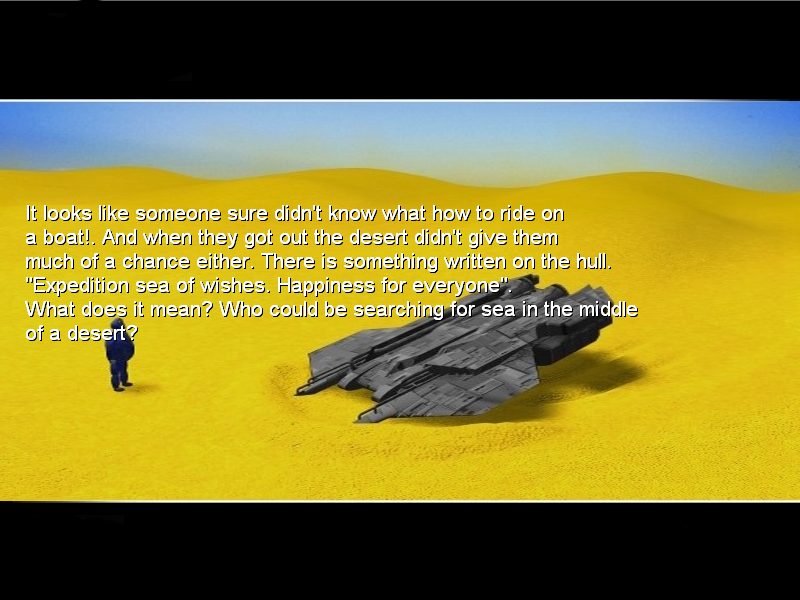 It looks like someone sure didn't know what how to ride on
a boat!. And when they got out the desert didn't give them
much of a chance either. There is something written on the hull.
"Expedition sea of wishes. Happiness for everyone".
What does it mean? Who could be searching for sea in the middle
of a desert?